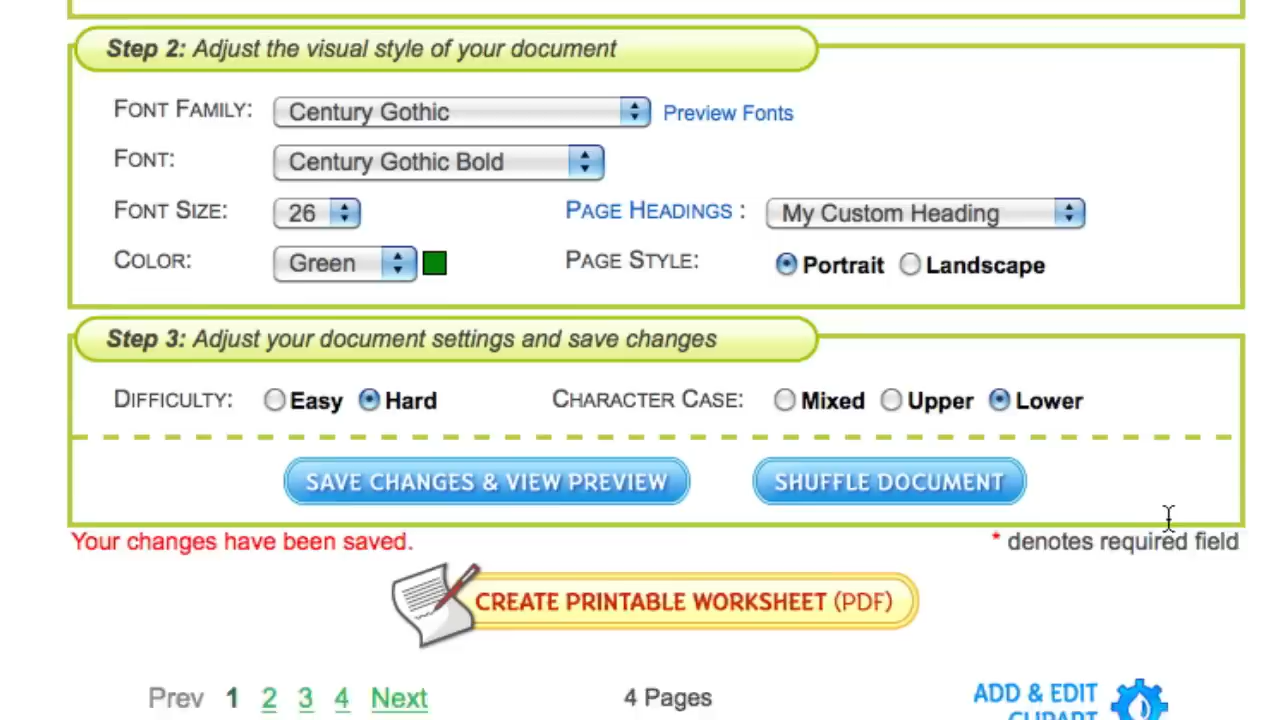 Step 2: Adjust the visual style of your document
FONT FAMILY: Century Gothic Preview Fonts
FONT: Century Gothic Bold
FONT SIZE: 26 PAGE HEADINGS : My Custom Heading
COLOR: Green PAGE STYLE: Portrait Landscape
Step 3: Adjust your document settings and save changes
DIFFICULTY: Easy Hard CHARACTER CASE: Mixed Upper Lower
SAVE CHANGES & VIEW PREVIEW SHUFFLE DOCUMENT
Your changes have been saved. * denotes required field
CREATE PRINTABLE WORKSHEET (PDF)
Prev 1 2 3 4 Next 4 Pages ADD & EDIT
CLIPART